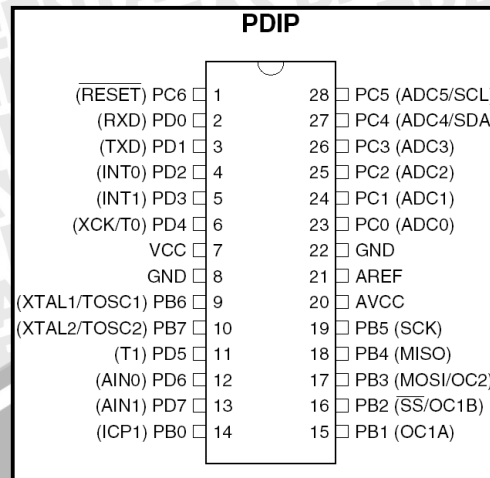 PDIP
(RESET) PC6 1 28 PC5 (ADC5/SCL)
(RXD) PD0 2 27 PC4 (ADC4/SDA
(TXD) PD1 3 26 PC3 (ADC3)
(INT0) PD2 4 25 PC2 (ADC2)
(INT1) PD3 5 24 PC1 (ADC1)
(XCK/T0) PD4 6 23 PC0 (ADC0)
VCC 7 22 GND
GND 8 21 AREF
(XTAL1/TOSC1) PB6 9 20 AVCC
(XTAL2/TOSC2) PB7 10 19 PB5 (SCK)
(T1) PD5 11 18 PB4 (MISO)
(AIN0) PD6 12 17 PB3 (MOSI/OC2)
(AIN1) PD7 13 16 PB2 (SS/OC1B)
(ICP1) PB0 14 15 PB1 (OC1A)